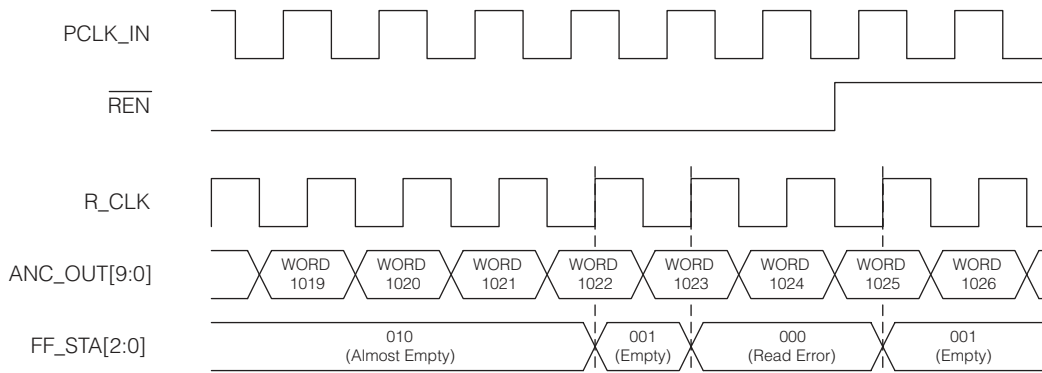 PCLK_IN
REN
R_CLK
ANC_OUT[9:0]
WORD 1019
WORD 1020
WORD 1021
WORD 1022
WORD 1023
WORD 1024
WORD 1025
WORD 1026
FF_STA[2:0]
010
(Almost Empty)
001
(Empty)
000
(Read Error)
001
(Empty)